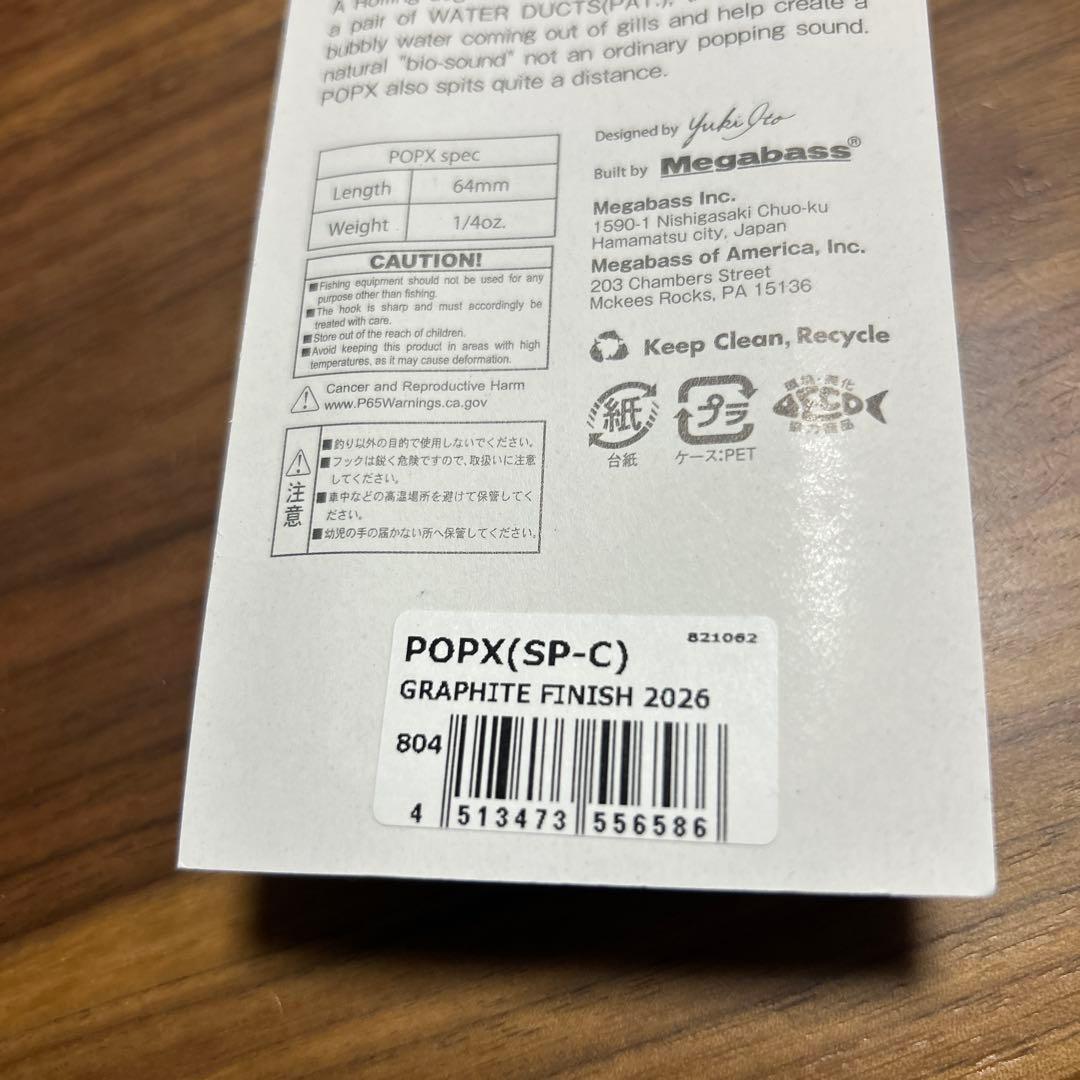 a pair of WATER DUCTS(PAT.),
bubbly water coming out of gills and help create a
natural "bio-sound" not an ordinary popping sound.
POPX also spits quite a distance.
POPX spec
Length 64mm
Weight 1/4oz.
CAUTION!
■Fishing equipment should not be used for any
purpose other than fishing.
■The hook is sharp and must accordingly be
treated with care.
■Store out of the reach of children.
■Avoid keeping this product in areas with high
temperatures, as it may cause deformation.
Cancer and Reproductive Harm
www.P65Warnings.ca.gov
注意
■釣り以外の目的で使用しないでください。
■フックは鋭く危険ですので、取扱いに注意
してください。
■車中などの高温場所を避けて保管してく
ださい。
■幼児の手の届かない所へ保管してください。
Designed by Yuki Ito
Built by Megabass®
Megabass Inc.
1590-1 Nishigasaki Chuo-ku
Hamamatsu city, Japan
Megabass of America, Inc.
203 Chambers Street
Mckees Rocks, PA 15136
Keep Clean, Recycle
紙
台紙
プラ
ケース:PET
環境・美化
ECO
協力商品
POPX(SP-C) 821062
GRAPHITE FINISH 2026
804
4 513473 556586